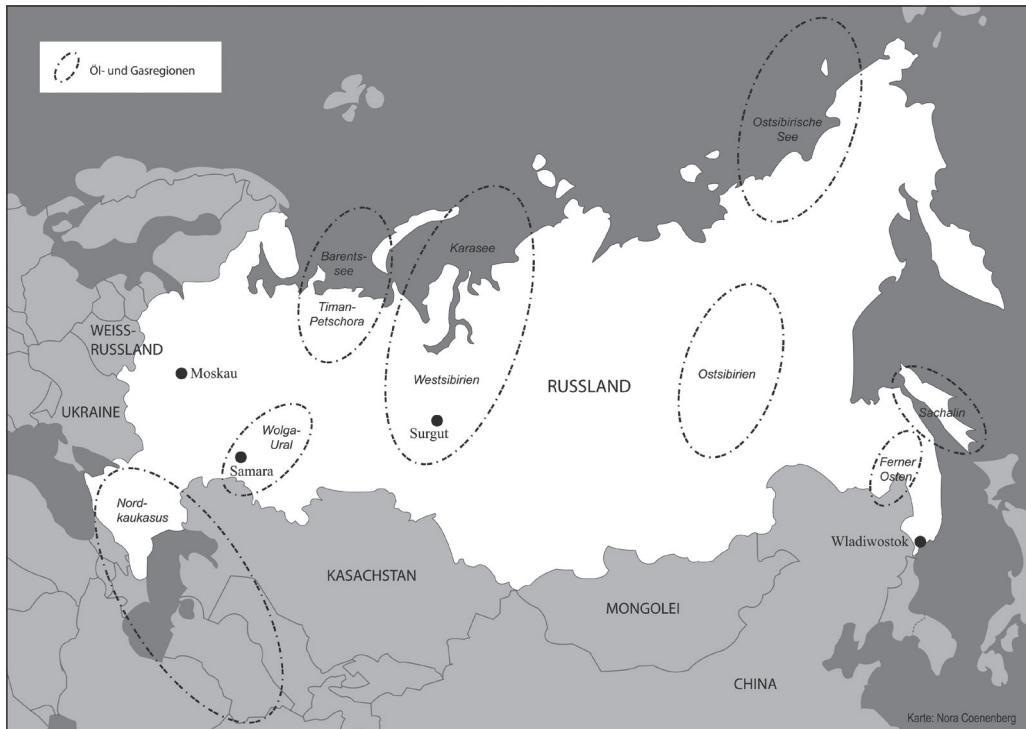 Öl- und Gasregionen
Ostsibirische
See
Barents-
see
Karasee
Timan-
Petschora
WEISS-
RUSSLAND
Moskau
Westsibirien
RUSSLAND
Ostsibirien
UKRAINE
Surgut
Sachalin
Wolga-
Ural
Samara
Ferner
Osten
Nord-
kaukasus
Wladiwostok
KASACHSTAN
MONGOLEI
CHINA
Karte: Nora Coenenberg